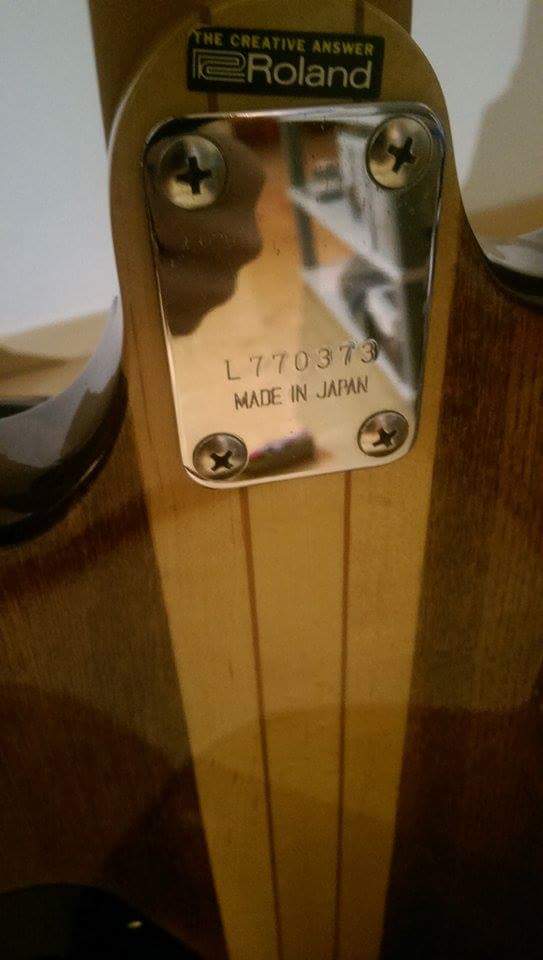 THE CREATIVE ANSWER
Roland
L770373
MADE IN JAPAN